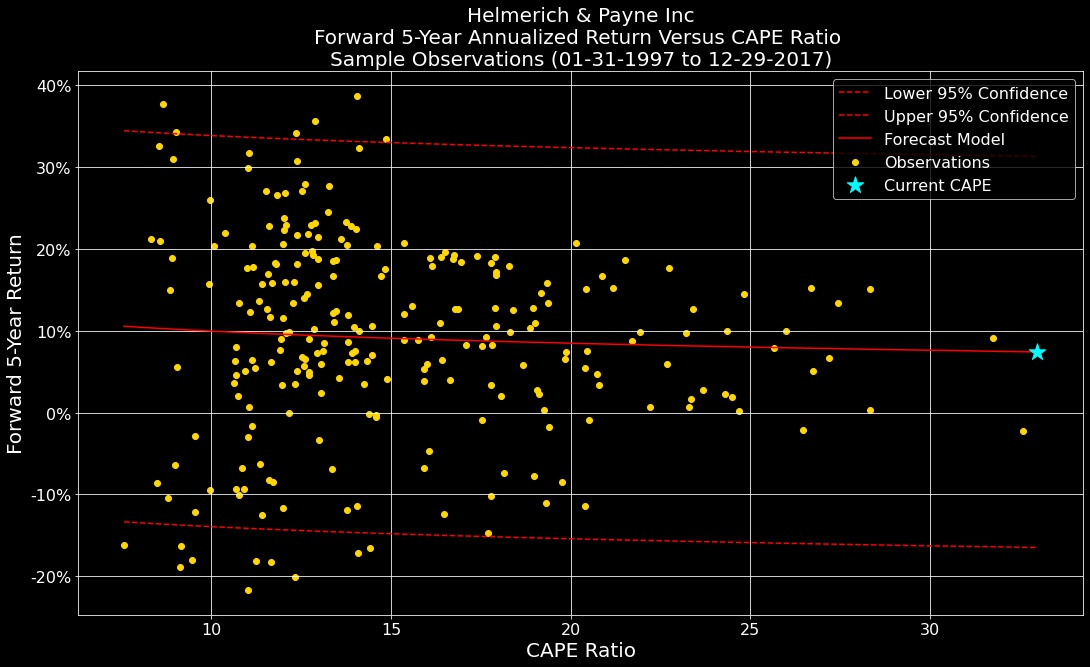 Helmerich & Payne Inc
Forward 5-Year Annualized Return Versus CAPE Ratio
Sample Observations (01-31-1997 to 12-29-2017)
Lower 95% Confidence
Upper 95% Confidence
Forecast Model
Observations
Current CAPE
Forward 5-Year Return
40%
30%
20%
10%
0%
-10%
-20%
10
15
20
25
30
CAPE Ratio